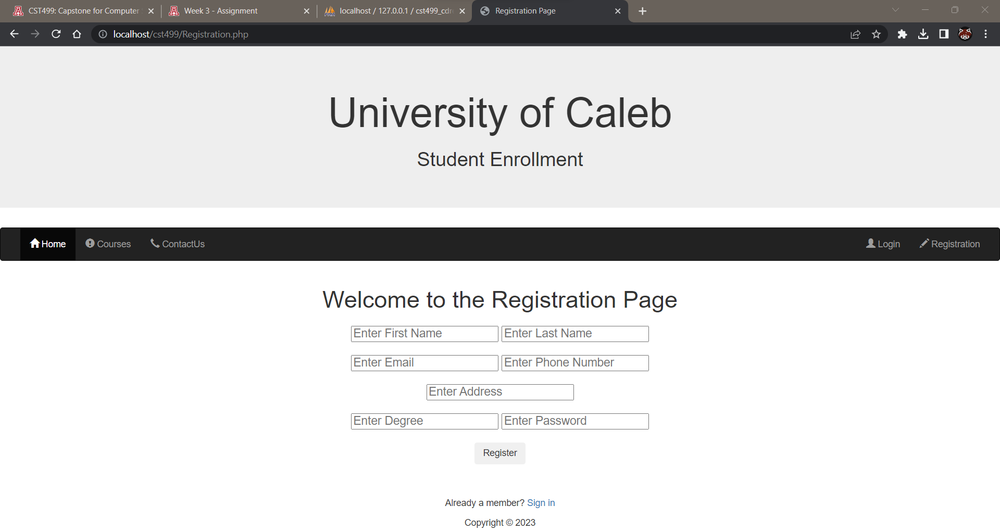 CST499: Capstone for Computer
Week 3 - Assignment
localhost / 127.0.0.1 / cst499_cdr
Registration Page
localhost/cst499/Registration.php
University of Caleb
Student Enrollment
Home Courses ContactUs Login Registration
Welcome to the Registration Page
Enter First Name Enter Last Name
Enter Email Enter Phone Number
Enter Address
Enter Degree Enter Password
Register
Already a member? Sign in
Copyright © 2023